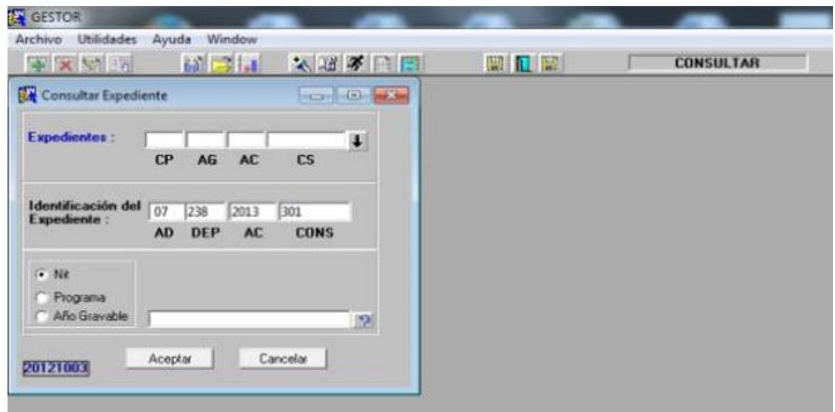 GESTOR
Archivo Utilidades Ayuda Window
CONSULTAR
Consultar Expediente
Expedientes :
CP AG AC CS
Identificación del
Expediente :
07 238 2013 301
AD DEP AC CONS
Nit
Programa
Año Gravable
Aceptar Cancelar
20121003